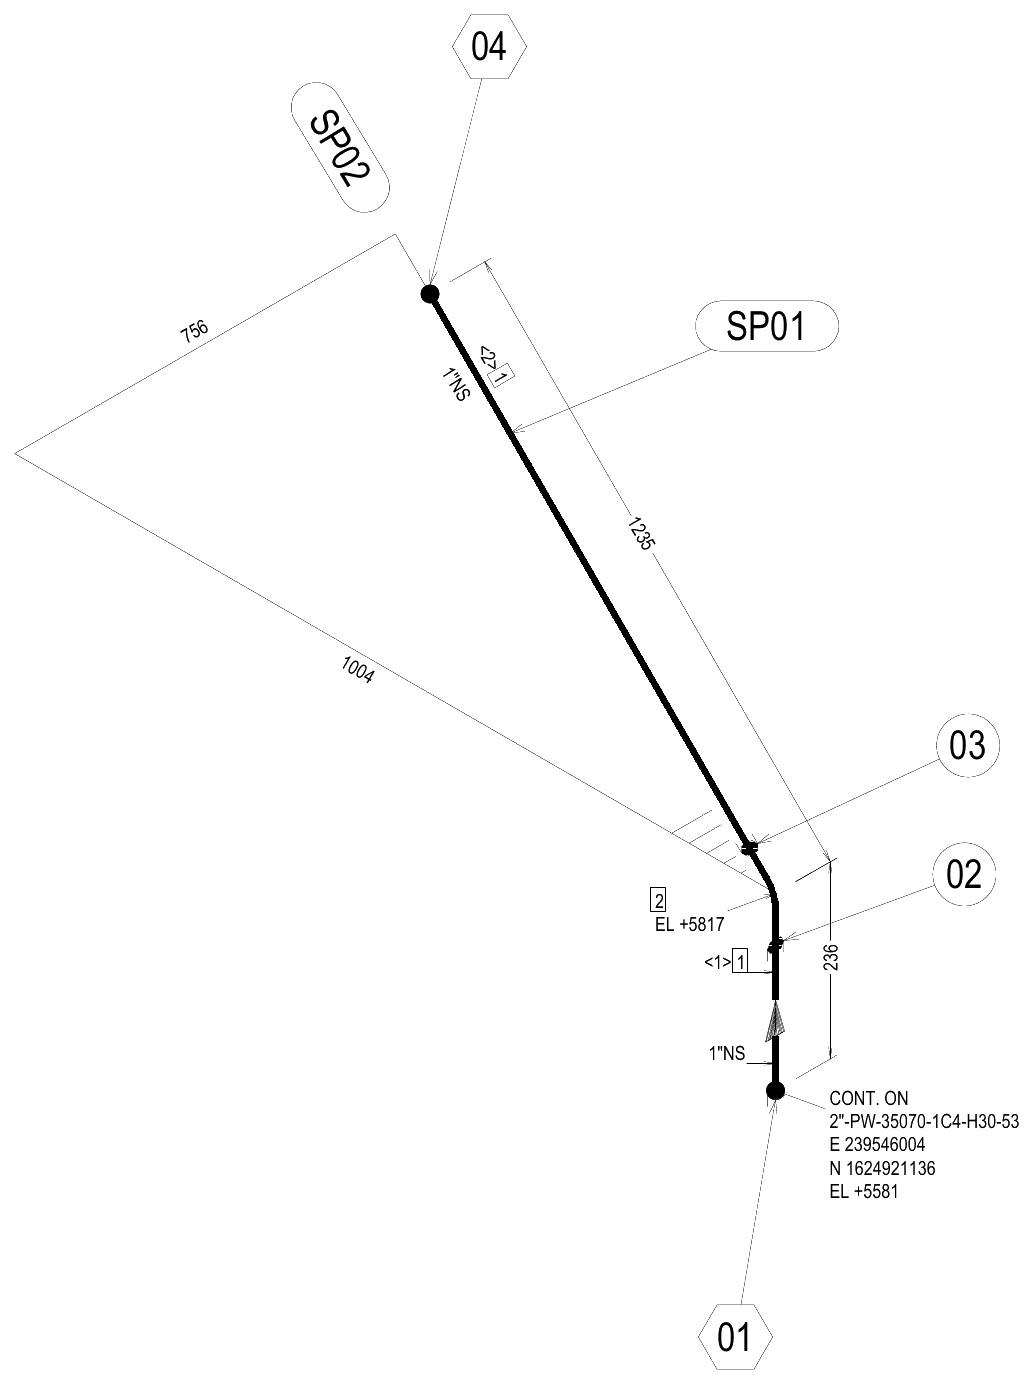 04
SP02
756
SP01
<2> 1
1"NS
1235
1004
03
02
2
EL +5817
<1> 1
236
1"NS
CONT. ON
2"-PW-35070-1C4-H30-53
E 239546004
N 1624921136
EL +5581
01